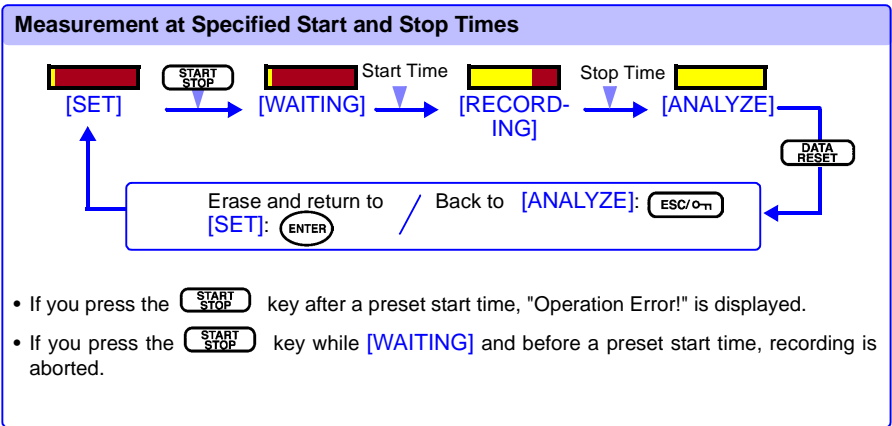 Measurement at Specified Start and Stop Times
START STOP
Start Time
Stop Time
[SET]
[WAITING]
[RECORD-
ING]
[ANALYZE]
DATA RESET
Erase and return to
[SET]: ENTER
Back to [ANALYZE]: ESC/
• If you press the START STOP key after a preset start time, "Operation Error!" is displayed.
• If you press the START STOP key while [WAITING] and before a preset start time, recording is
aborted.